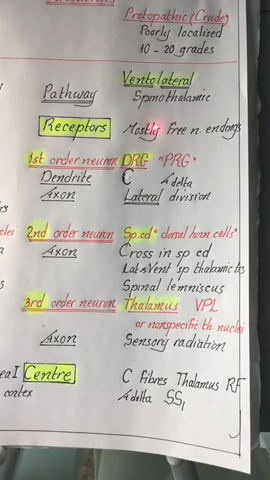 Protopathic (Crude)
Poorly localised
10 - 20 grades
Ventolateral
Pathway Spinothalamic
Receptors Mostly free n. endings
1st order neuron DRG "PRG"
Dendrite C Adelta
Axon Lateral division
2nd order neuron Sp.cd "dorsal horn cells"
Axon Cross in sp cd
Lat & Vent sp thalamic trs
Spinal lemniscus
3rd order neuron Thalamus VPL
or nonspecific th. nuclei
Axon Sensory radiation
Centre C Fibres Thalamus RF
cortex Adelta SS1